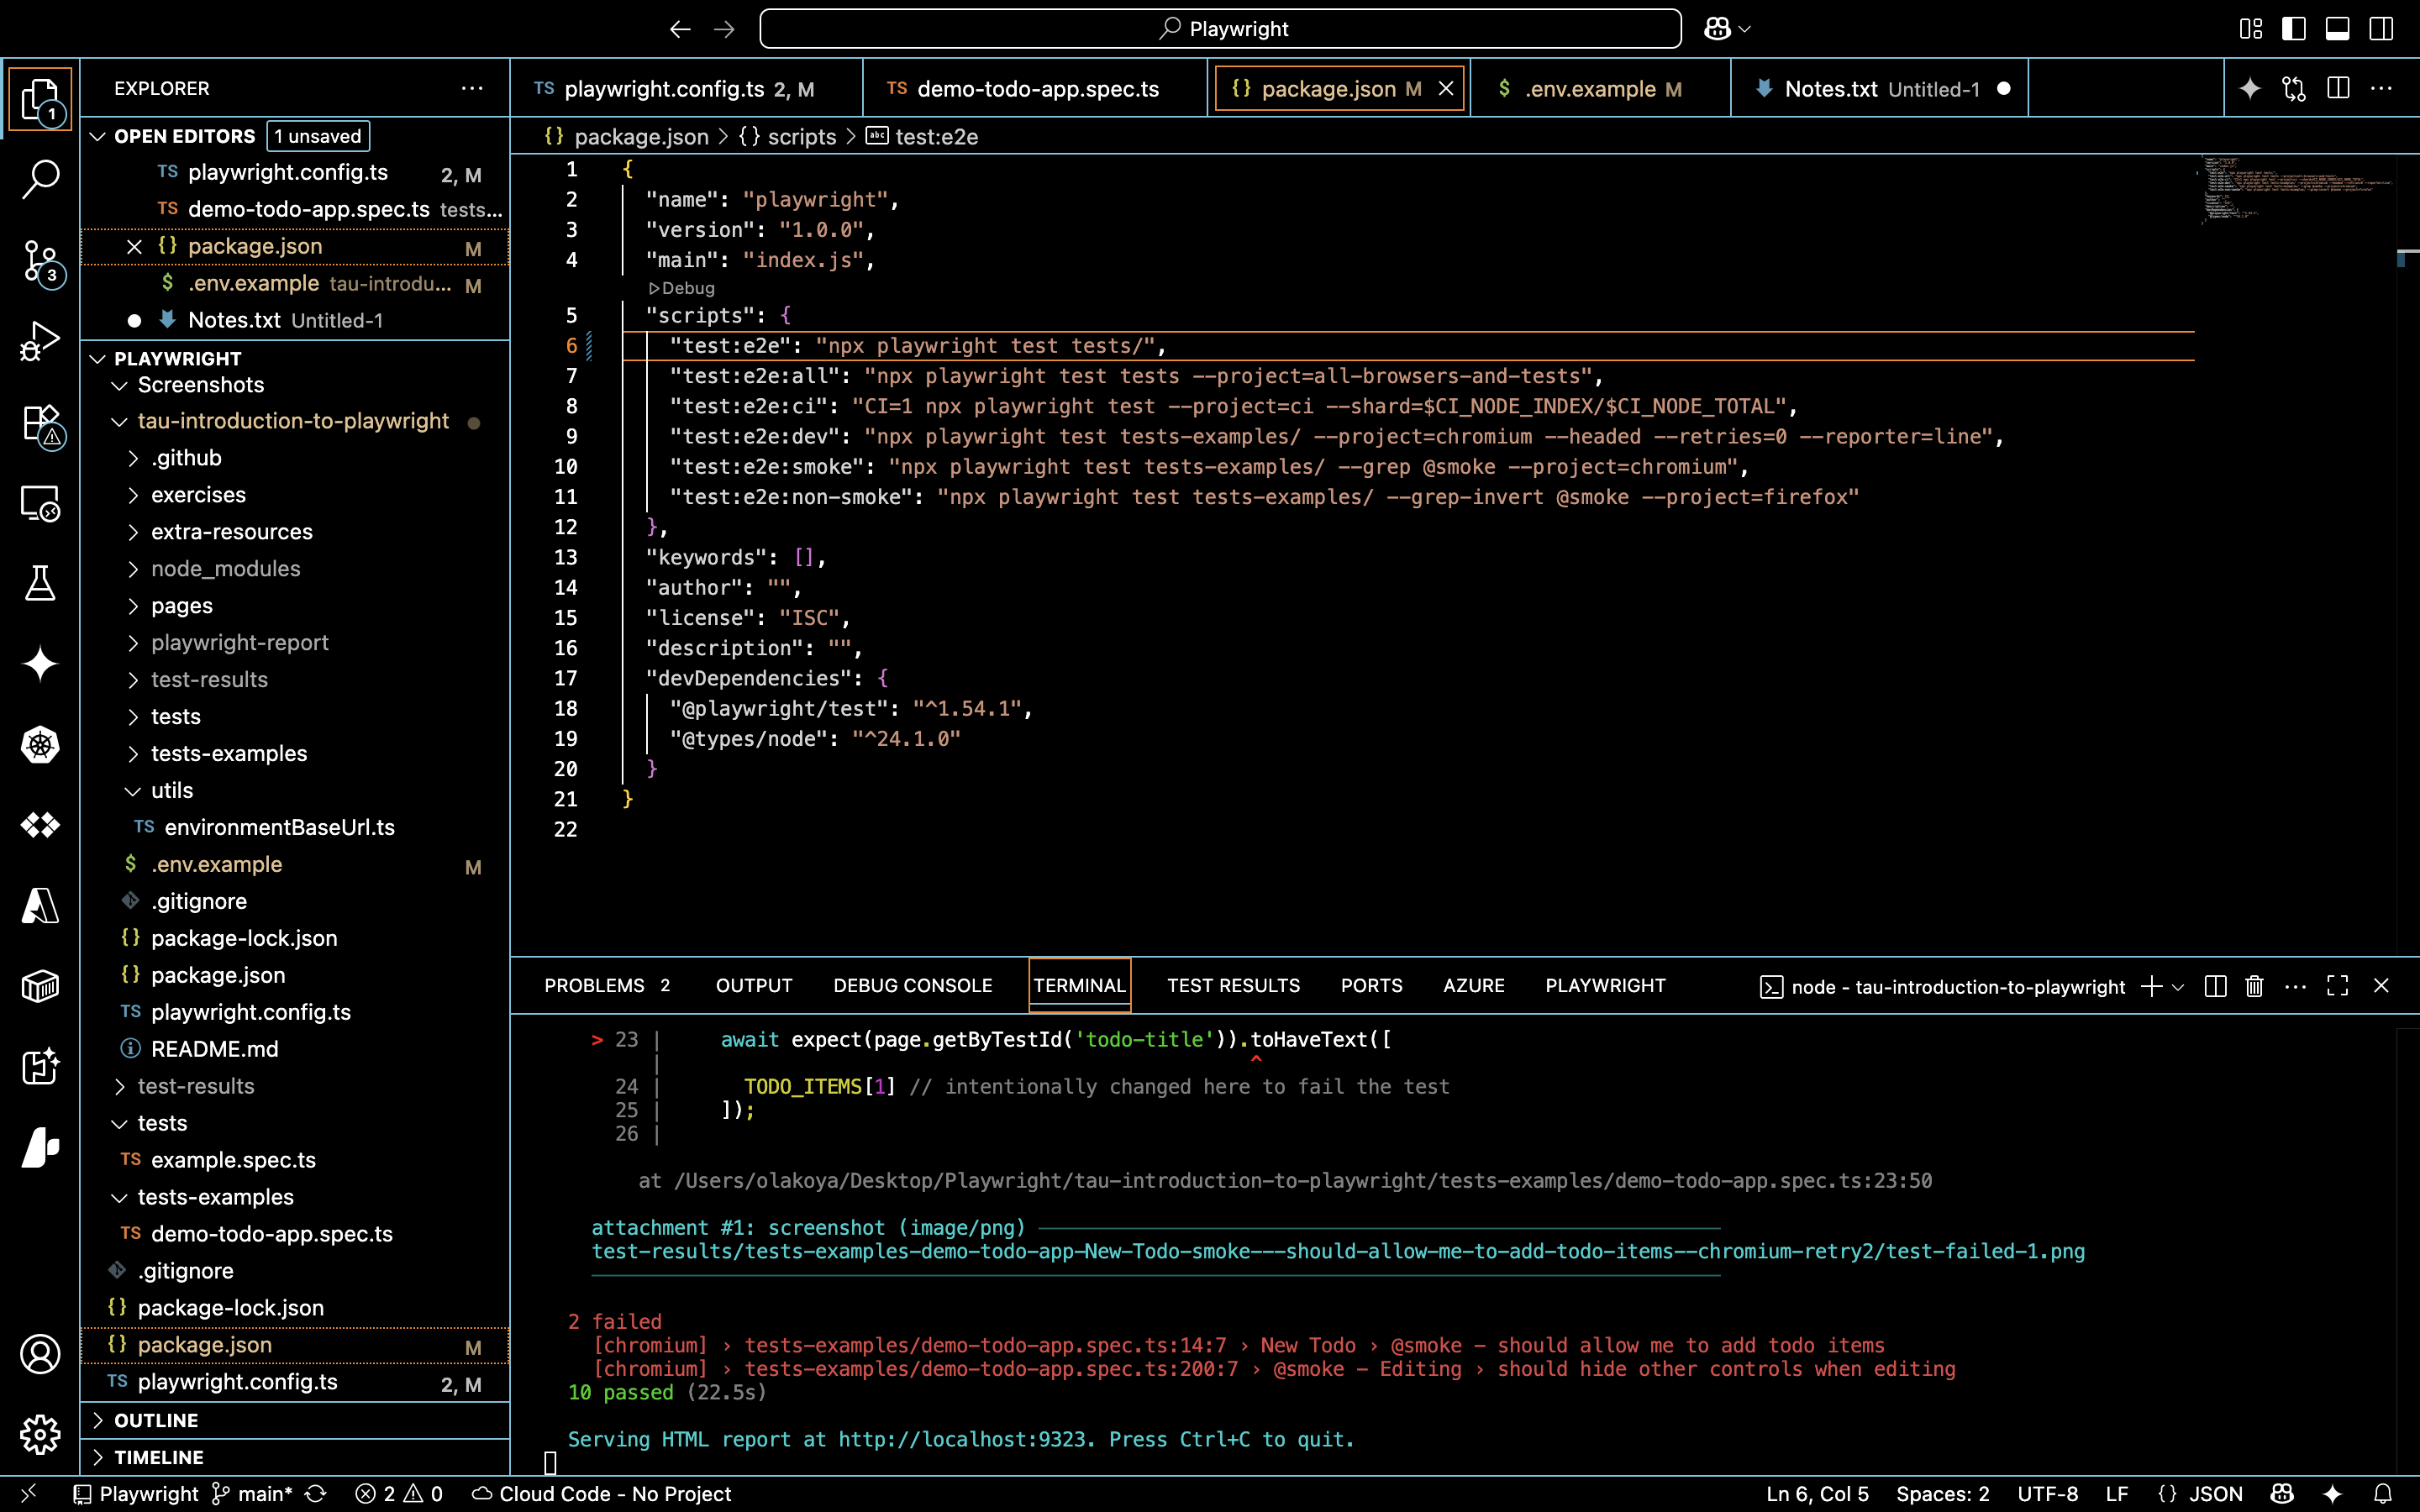 Playwright
EXPLORER
OPEN EDITORS 1 unsaved
TS playwright.config.ts 2, M
TS demo-todo-app.spec.ts tests...
{} package.json M
$ .env.example tau-introdu... M
Notes.txt Untitled-1
PLAYWRIGHT
Screenshots
tau-introduction-to-playwright
.github
exercises
extra-resources
node_modules
pages
playwright-report
test-results
tests
tests-examples
utils
TS environmentBaseUrl.ts
$ .env.example M
.gitignore
{} package-lock.json
{} package.json
TS playwright.config.ts
README.md
test-results
tests
TS example.spec.ts
tests-examples
TS demo-todo-app.spec.ts
.gitignore
{} package-lock.json
{} package.json M
TS playwright.config.ts 2, M
OUTLINE
TIMELINE
1
3
TS playwright.config.ts 2, M
TS demo-todo-app.spec.ts
{} package.json M
$ .env.example M
Notes.txt Untitled-1
{} package.json > {} scripts > abc test:e2e
1 {
2 "name": "playwright",
3 "version": "1.0.0",
4 "main": "index.js",
Debug
5 "scripts": {
6 "test:e2e": "npx playwright test tests/",
7 "test:e2e:all": "npx playwright test tests --project=all-browsers-and-tests",
8 "test:e2e:ci": "CI=1 npx playwright test --project=ci --shard=$CI_NODE_INDEX/$CI_NODE_TOTAL",
9 "test:e2e:dev": "npx playwright test tests-examples/ --project=chromium --headed --retries=0 --reporter=line",
10 "test:e2e:smoke": "npx playwright test tests-examples/ --grep @smoke --project=chromium",
11 "test:e2e:non-smoke": "npx playwright test tests-examples/ --grep-invert @smoke --project=firefox"
12 },
13 "keywords": [],
14 "author": "",
15 "license": "ISC",
16 "description": "",
17 "devDependencies": {
18 "@playwright/test": "^1.54.1",
19 "@types/node": "^24.1.0"
20 }
21 }
22
PROBLEMS 2 OUTPUT DEBUG CONSOLE TERMINAL TEST RESULTS PORTS AZURE PLAYWRIGHT
node - tau-introduction-to-playwright
> 23 | await expect(page.getByTestId('todo-title')).toHaveText([
| ^
24 | TODO_ITEMS[1] // intentionally changed here to fail the test
25 | ]);
26 |
at /Users/olakoya/Desktop/Playwright/tau-introduction-to-playwright/tests-examples/demo-todo-app.spec.ts:23:50
attachment #1: screenshot (image/png)
test-results/tests-examples-demo-todo-app-New-Todo-smoke---should-allow-me-to-add-todo-items--chromium-retry2/test-failed-1.png
2 failed
[chromium] › tests-examples/demo-todo-app.spec.ts:14:7 › New Todo › @smoke - should allow me to add todo items
[chromium] › tests-examples/demo-todo-app.spec.ts:200:7 › @smoke - Editing › should hide other controls when editing
10 passed (22.5s)
Serving HTML report at http://localhost:9323. Press Ctrl+C to quit.
Playwright main* 2 0 Cloud Code - No Project
Ln 6, Col 5 Spaces: 2 UTF-8 LF {} JSON